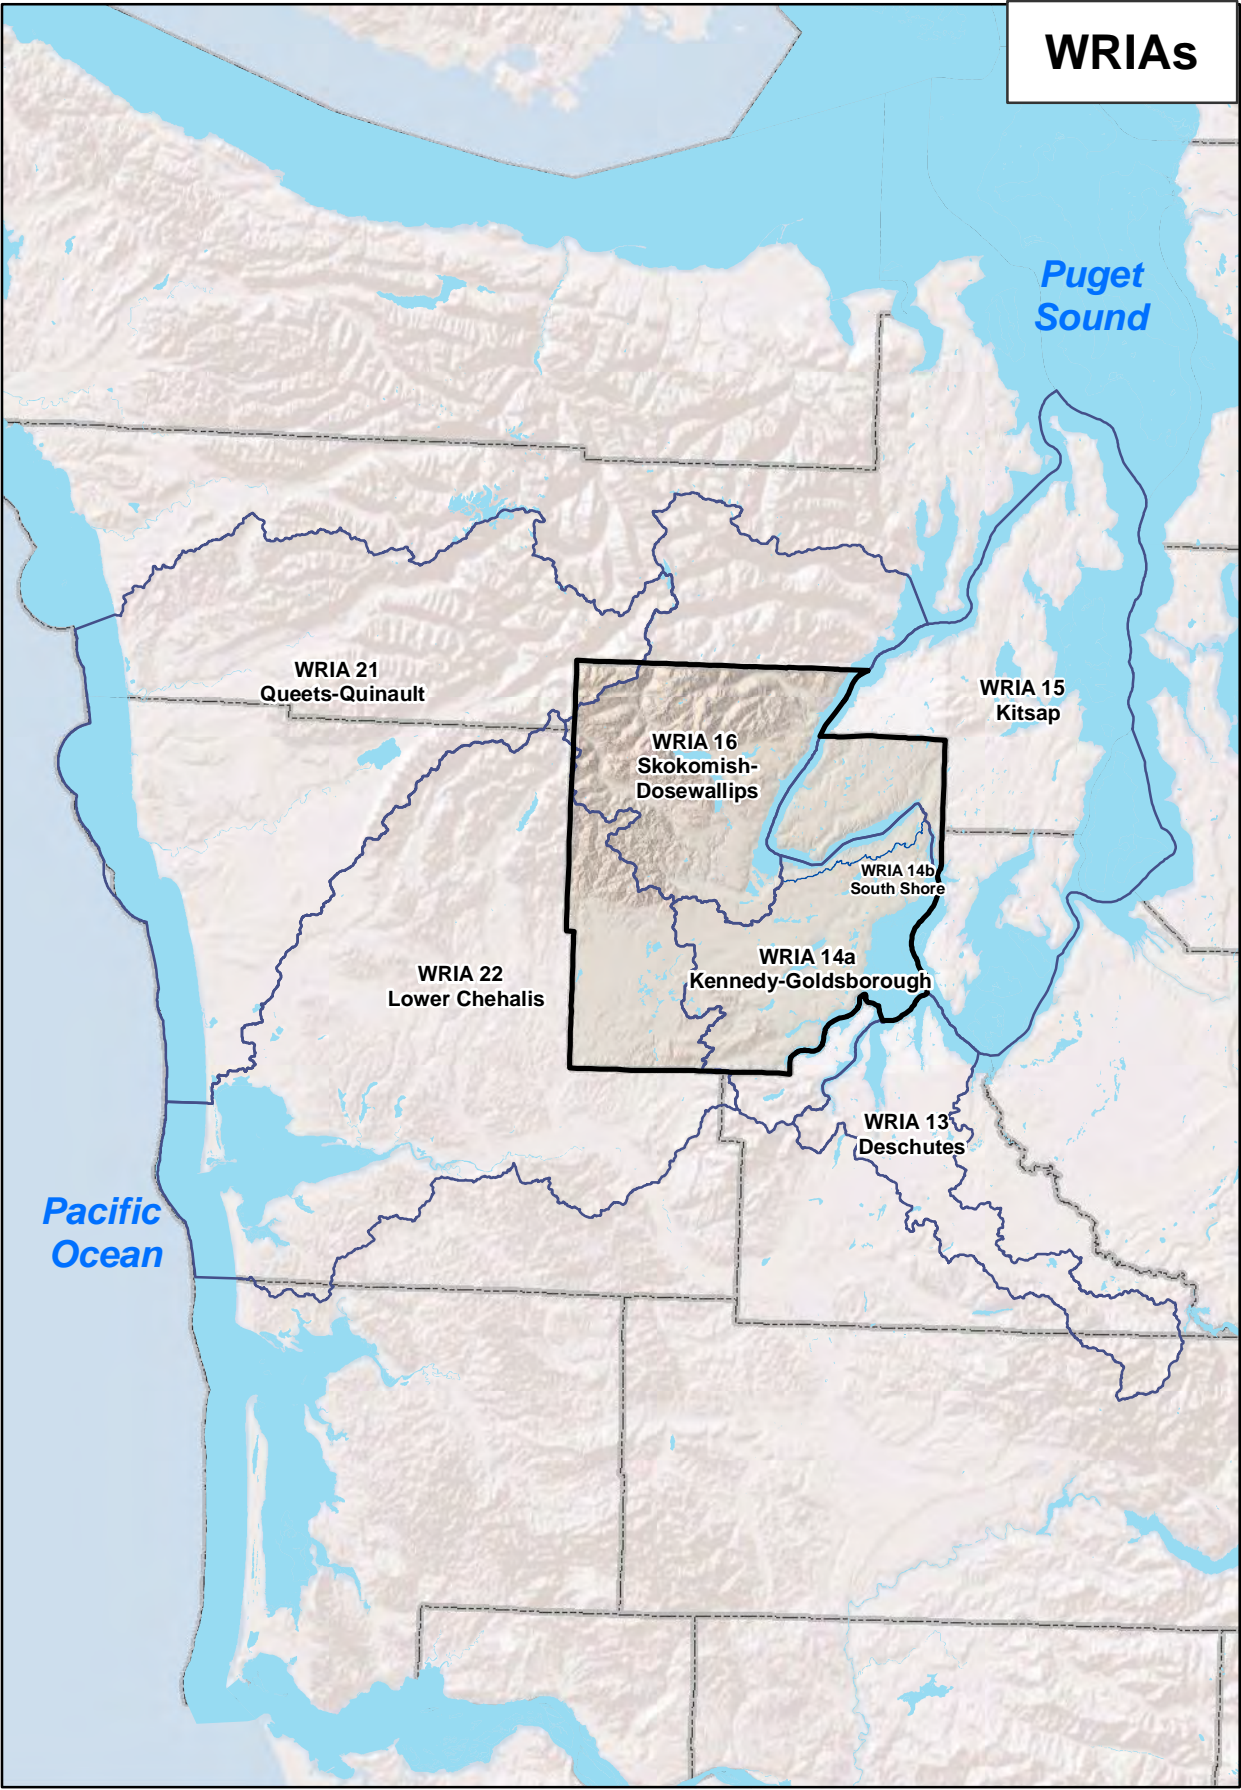 WRIAs
Puget
Sound
WRIA 21
Queets-Quinault
WRIA 15
Kitsap
WRIA 16
Skokomish-
Dosewallips
WRIA 14b
South Shore
WRIA 14a
Kennedy-Goldsborough
WRIA 22
Lower Chehalis
WRIA 13
Deschutes
Pacific
Ocean